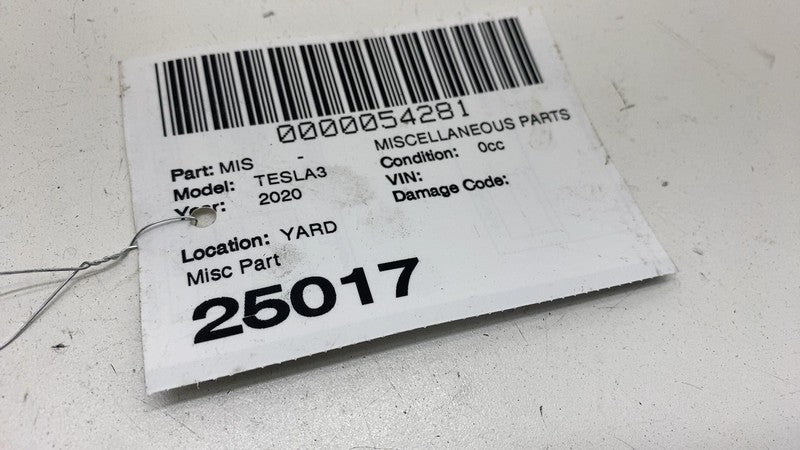 0000054281
Part: MIS - MISCELLANEOUS PARTS
Model: TESLA3 Condition: 0cc
Year: 2020 VIN:
Damage Code:
Location: YARD
Misc Part
25017